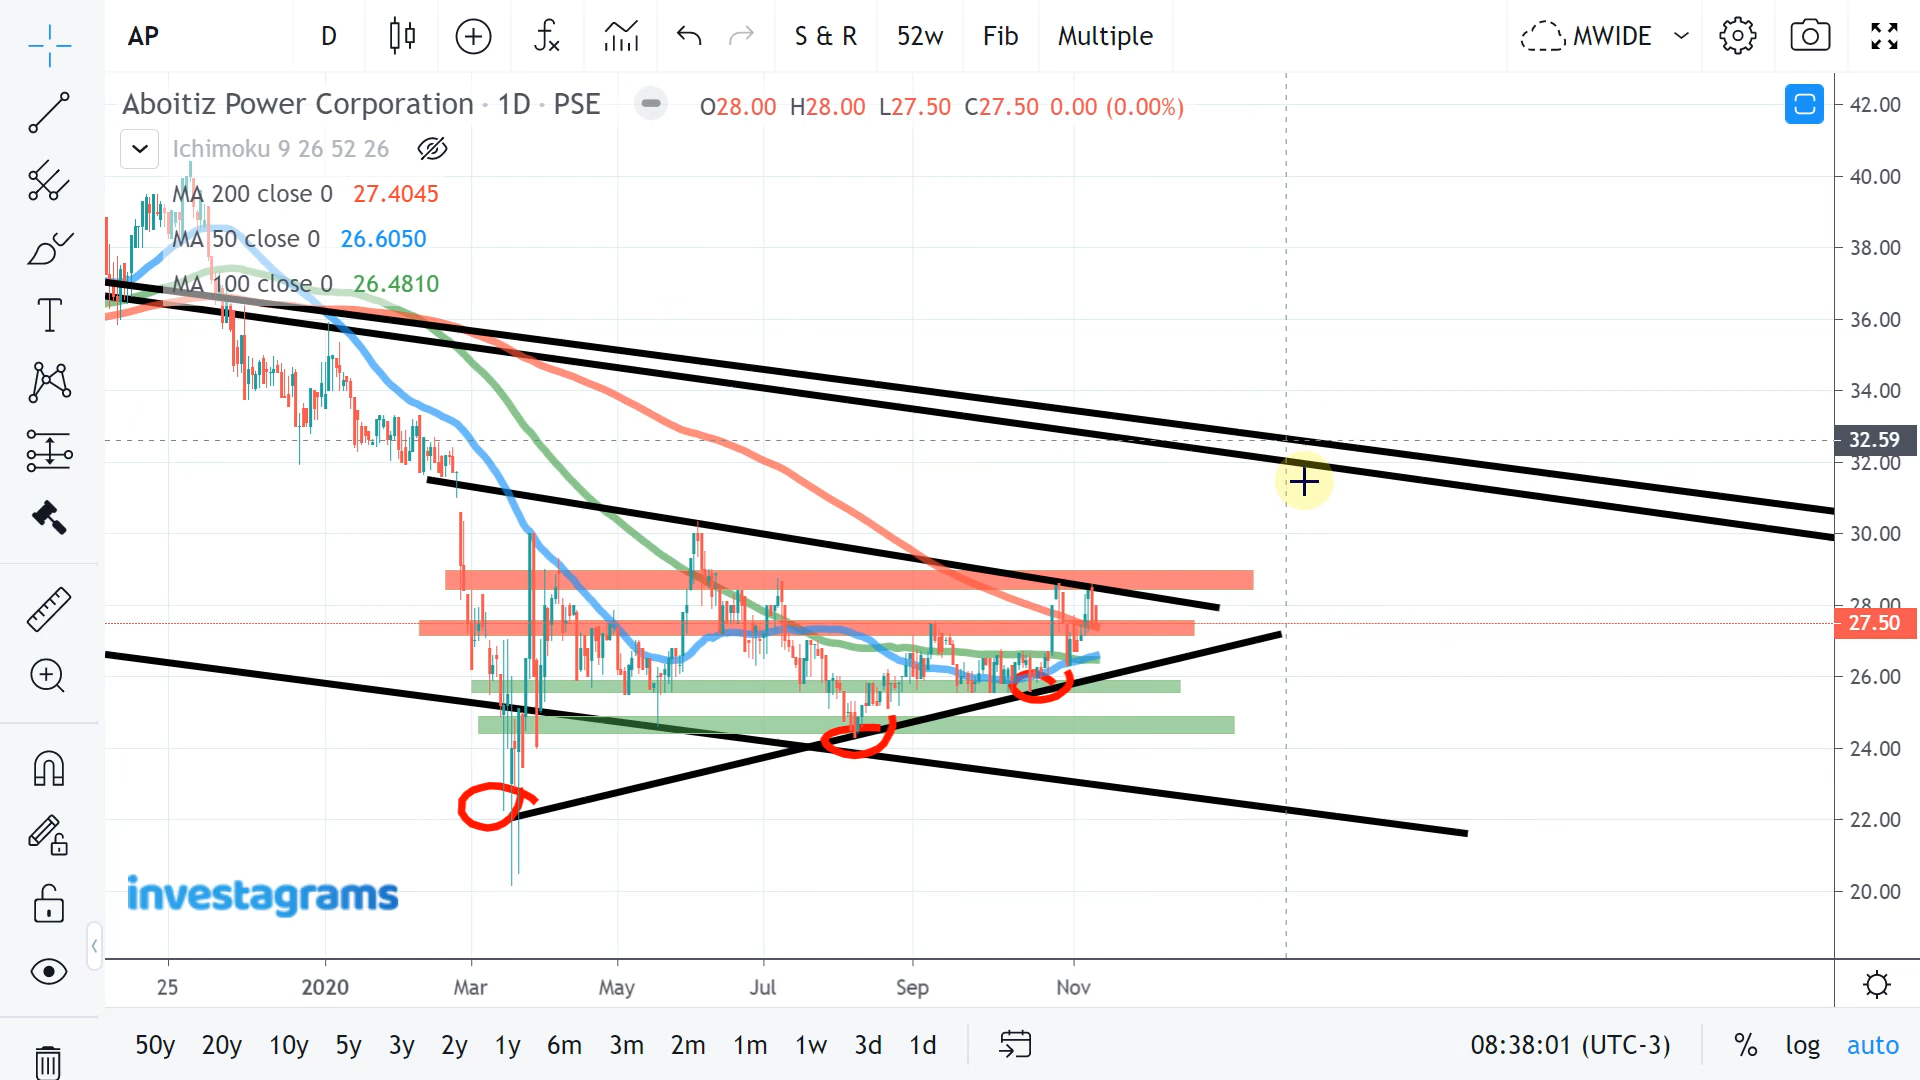 AP D S & R 52w Fib Multiple MWIDE
Aboitiz Power Corporation · 1D · PSE O28.00 H28.00 L27.50 C27.50 0.00 (0.00%)
Ichimoku 9 26 52 26
MA 200 close 0 27.4045
MA 50 close 0 26.6050
MA 100 close 0 26.4810
42.00
40.00
38.00
36.00
34.00
32.59
32.00
30.00
28.00
27.50
26.00
24.00
22.00
20.00
investagrams
25 2020 Mar May Jul Sep Nov
50y 20y 10y 5y 3y 2y 1y 6m 3m 2m 1m 1w 3d 1d 08:38:01 (UTC-3) % log auto